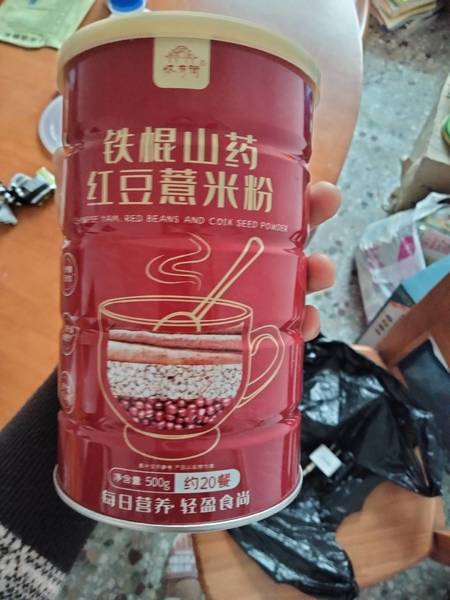 铁棍山药
红豆薏米粉
CHINESE YAM, RED BEANS AND COIX SEED POWDER
净含量 500g 约20餐
每日营养 轻盈食尚